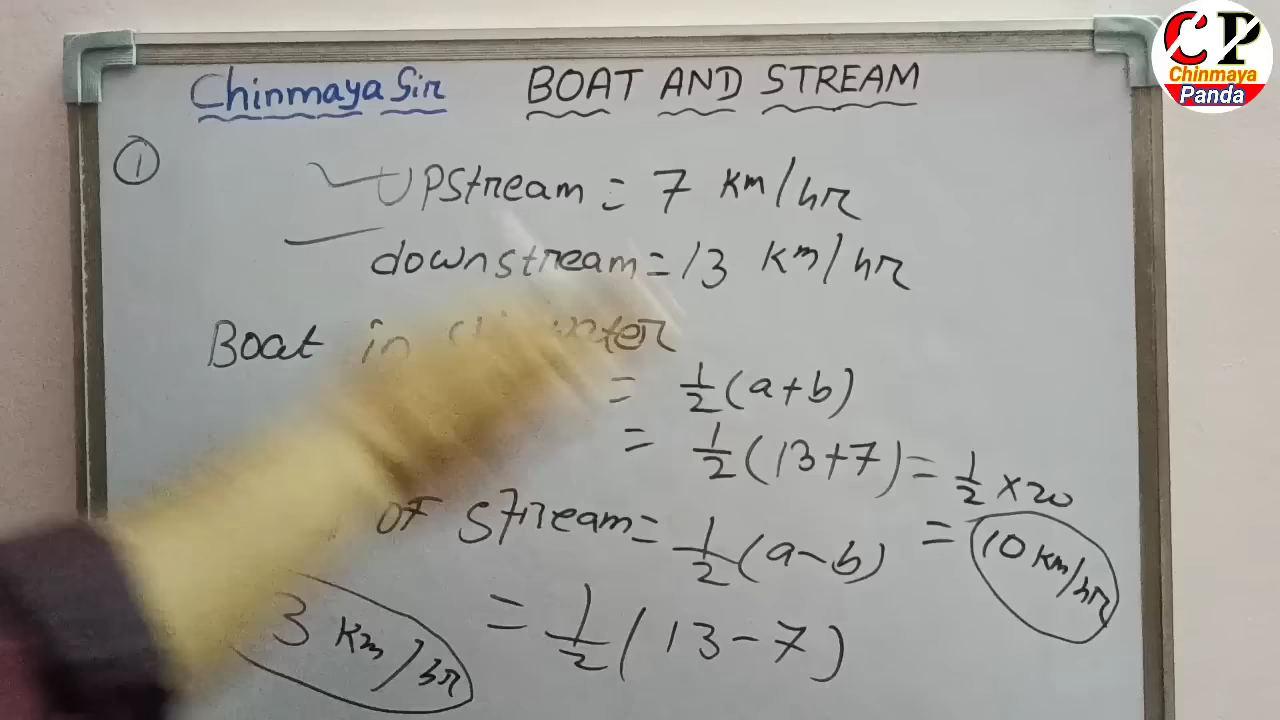 CP
Chinmaya
Panda
Chinmaya Sir BOAT AND STREAM
1
Upstream = 7 km/hr
downstream = 13 km/hr
Boat in water
= 1/2 (a+b)
= 1/2 (13+7) = 1/2 × 20
= 10 km/hr
OF stream = 1/2 (a-b)
= 1/2 (13-7)
3 km/hr